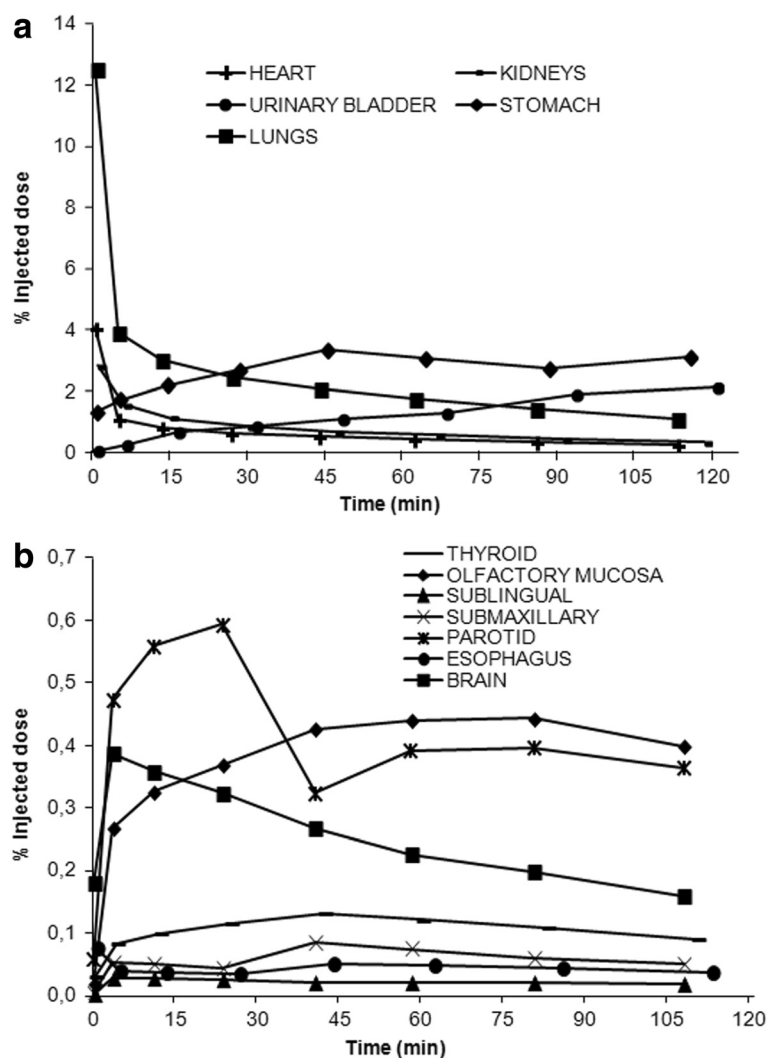 a
14
12
10
8
6
4
2
0
% Injected dose
HEART
KIDNEYS
URINARY BLADDER
STOMACH
LUNGS
0 15 30 45 60 75 90 105 120
Time (min)
b
0,7
0,6
0,5
0,4
0,3
0,2
0,1
0,0
% Injected dose
THYROID
OLFACTORY MUCOSA
SUBLINGUAL
SUBMAXILLARY
PAROTID
ESOPHAGUS
BRAIN
0 15 30 45 60 75 90 105 120
Time (min)